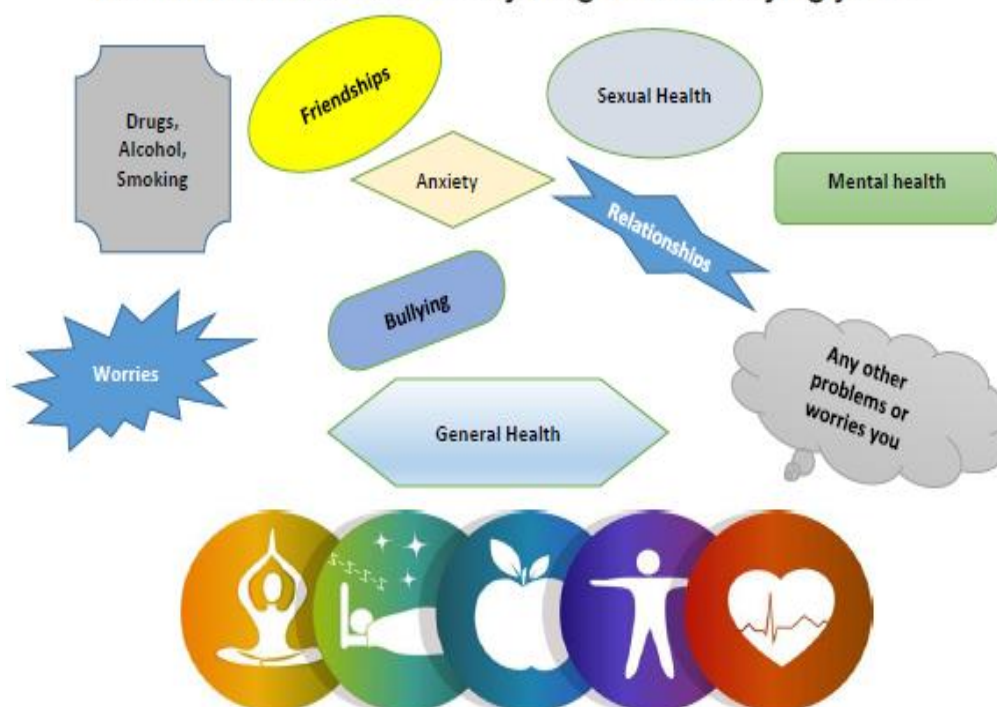 Friendships
Sexual Health
Drugs,
Alcohol,
Smoking
Anxiety
Mental health
Relationships
Bullying
Worries
Any other
problems or
worries you
General Health